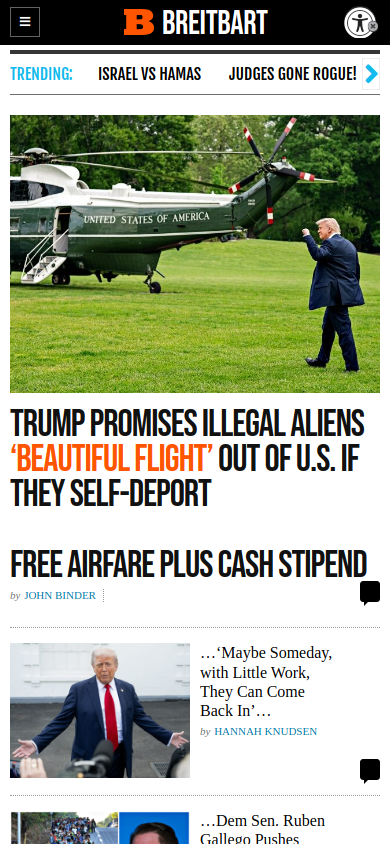 BREITBART
TRENDING:
ISRAEL VS HAMAS
JUDGES GONE ROGUE!
UNITED STATES OF AMERICA
TRUMP PROMISES ILLEGAL ALIENS
‘BEAUTIFUL FLIGHT’ OUT OF U.S. IF
THEY SELF-DEPORT
FREE AIRFARE PLUS CASH STIPEND
by JOHN BINDER
…‘Maybe Someday,
with Little Work,
They Can Come
Back In’…
by HANNAH KNUDSEN
…Dem Sen. Ruben
Gallego Pushes